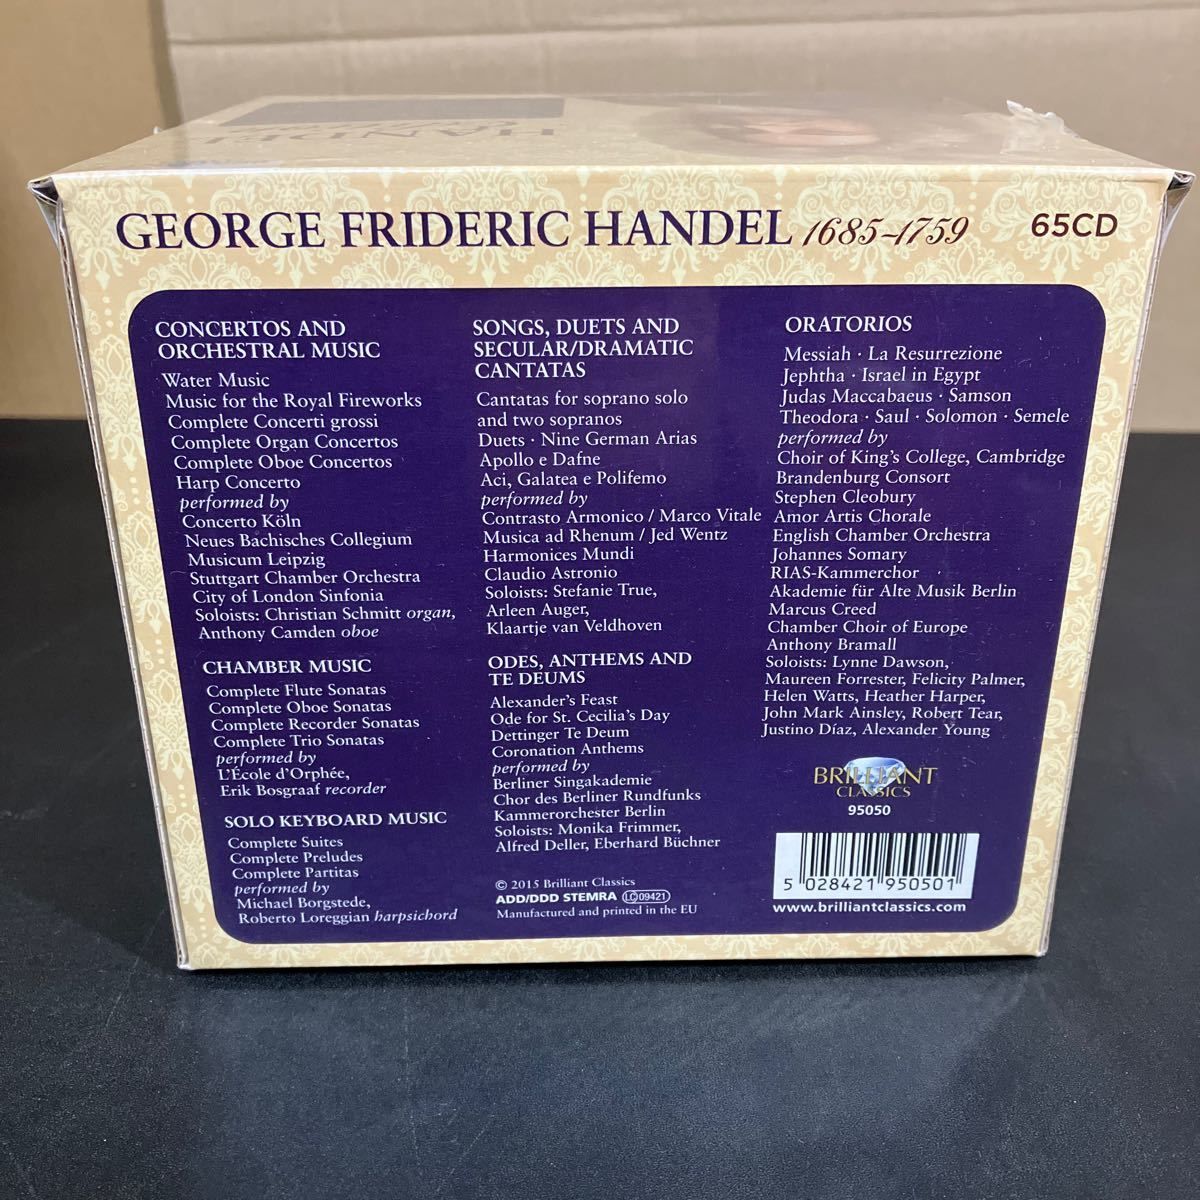 HANDEL
GEORGE FRIDERIC HANDEL 1685-1759 65CD
CONCERTOS AND
ORCHESTRAL MUSIC
Water Music
Music for the Royal Fireworks
Complete Concerti grossi
Complete Organ Concertos
Complete Oboe Concertos
Harp Concerto
performed by
Concerto Köln
Neues Bachisches Collegium
Musicum Leipzig
Stuttgart Chamber Orchestra
City of London Sinfonia
Soloists: Christian Schmitt organ,
Anthony Camden oboe
CHAMBER MUSIC
Complete Flute Sonatas
Complete Oboe Sonatas
Complete Recorder Sonatas
Complete Trio Sonatas
performed by
L'École d'Orphée,
Erik Bosgraaf recorder
SOLO KEYBOARD MUSIC
Complete Suites
Complete Preludes
Complete Partitas
performed by
Michael Borgstede,
Roberto Loreggian harpsichord
SONGS, DUETS AND
SECULAR/DRAMATIC
CANTATAS
Cantatas for soprano solo
and two sopranos
Duets · Nine German Arias
Apollo e Dafne
Aci, Galatea e Polifemo
performed by
Contrasto Armonico / Marco Vitale
Musica ad Rhenum / Jed Wentz
Harmonices Mundi
Claudio Astronio
Soloists: Stefanie True,
Arleen Auger,
Klaartje van Veldhoven
ODES, ANTHEMS AND
TE DEUMS
Alexander's Feast
Ode for St. Cecilia's Day
Dettinger Te Deum
Coronation Anthems
performed by
Berliner Singakademie
Chor des Berliner Rundfunks
Kammerorchester Berlin
Soloists: Monika Frimmer,
Alfred Deller, Eberhard Büchner
© 2015 Brilliant Classics
ADD/DDD STEMRA LC 09421
Manufactured and printed in the EU
ORATORIOS
Messiah · La Resurrezione
Jephtha · Israel in Egypt
Judas Maccabaeus · Samson
Theodora · Saul · Solomon · Semele
performed by
Choir of King's College, Cambridge
Brandenburg Consort
Stephen Cleobury
Amor Artis Chorale
English Chamber Orchestra
Johannes Somary
RIAS-Kammerchor
Akademie für Alte Musik Berlin
Marcus Creed
Chamber Choir of Europe
Anthony Bramall
Soloists: Lynne Dawson,
Maureen Forrester, Felicity Palmer,
Helen Watts, Heather Harper,
John Mark Ainsley, Robert Tear,
Justino Díaz, Alexander Young
BRILLIANT
CLASSICS
95050
5 028421 950501
www.brilliantclassics.com